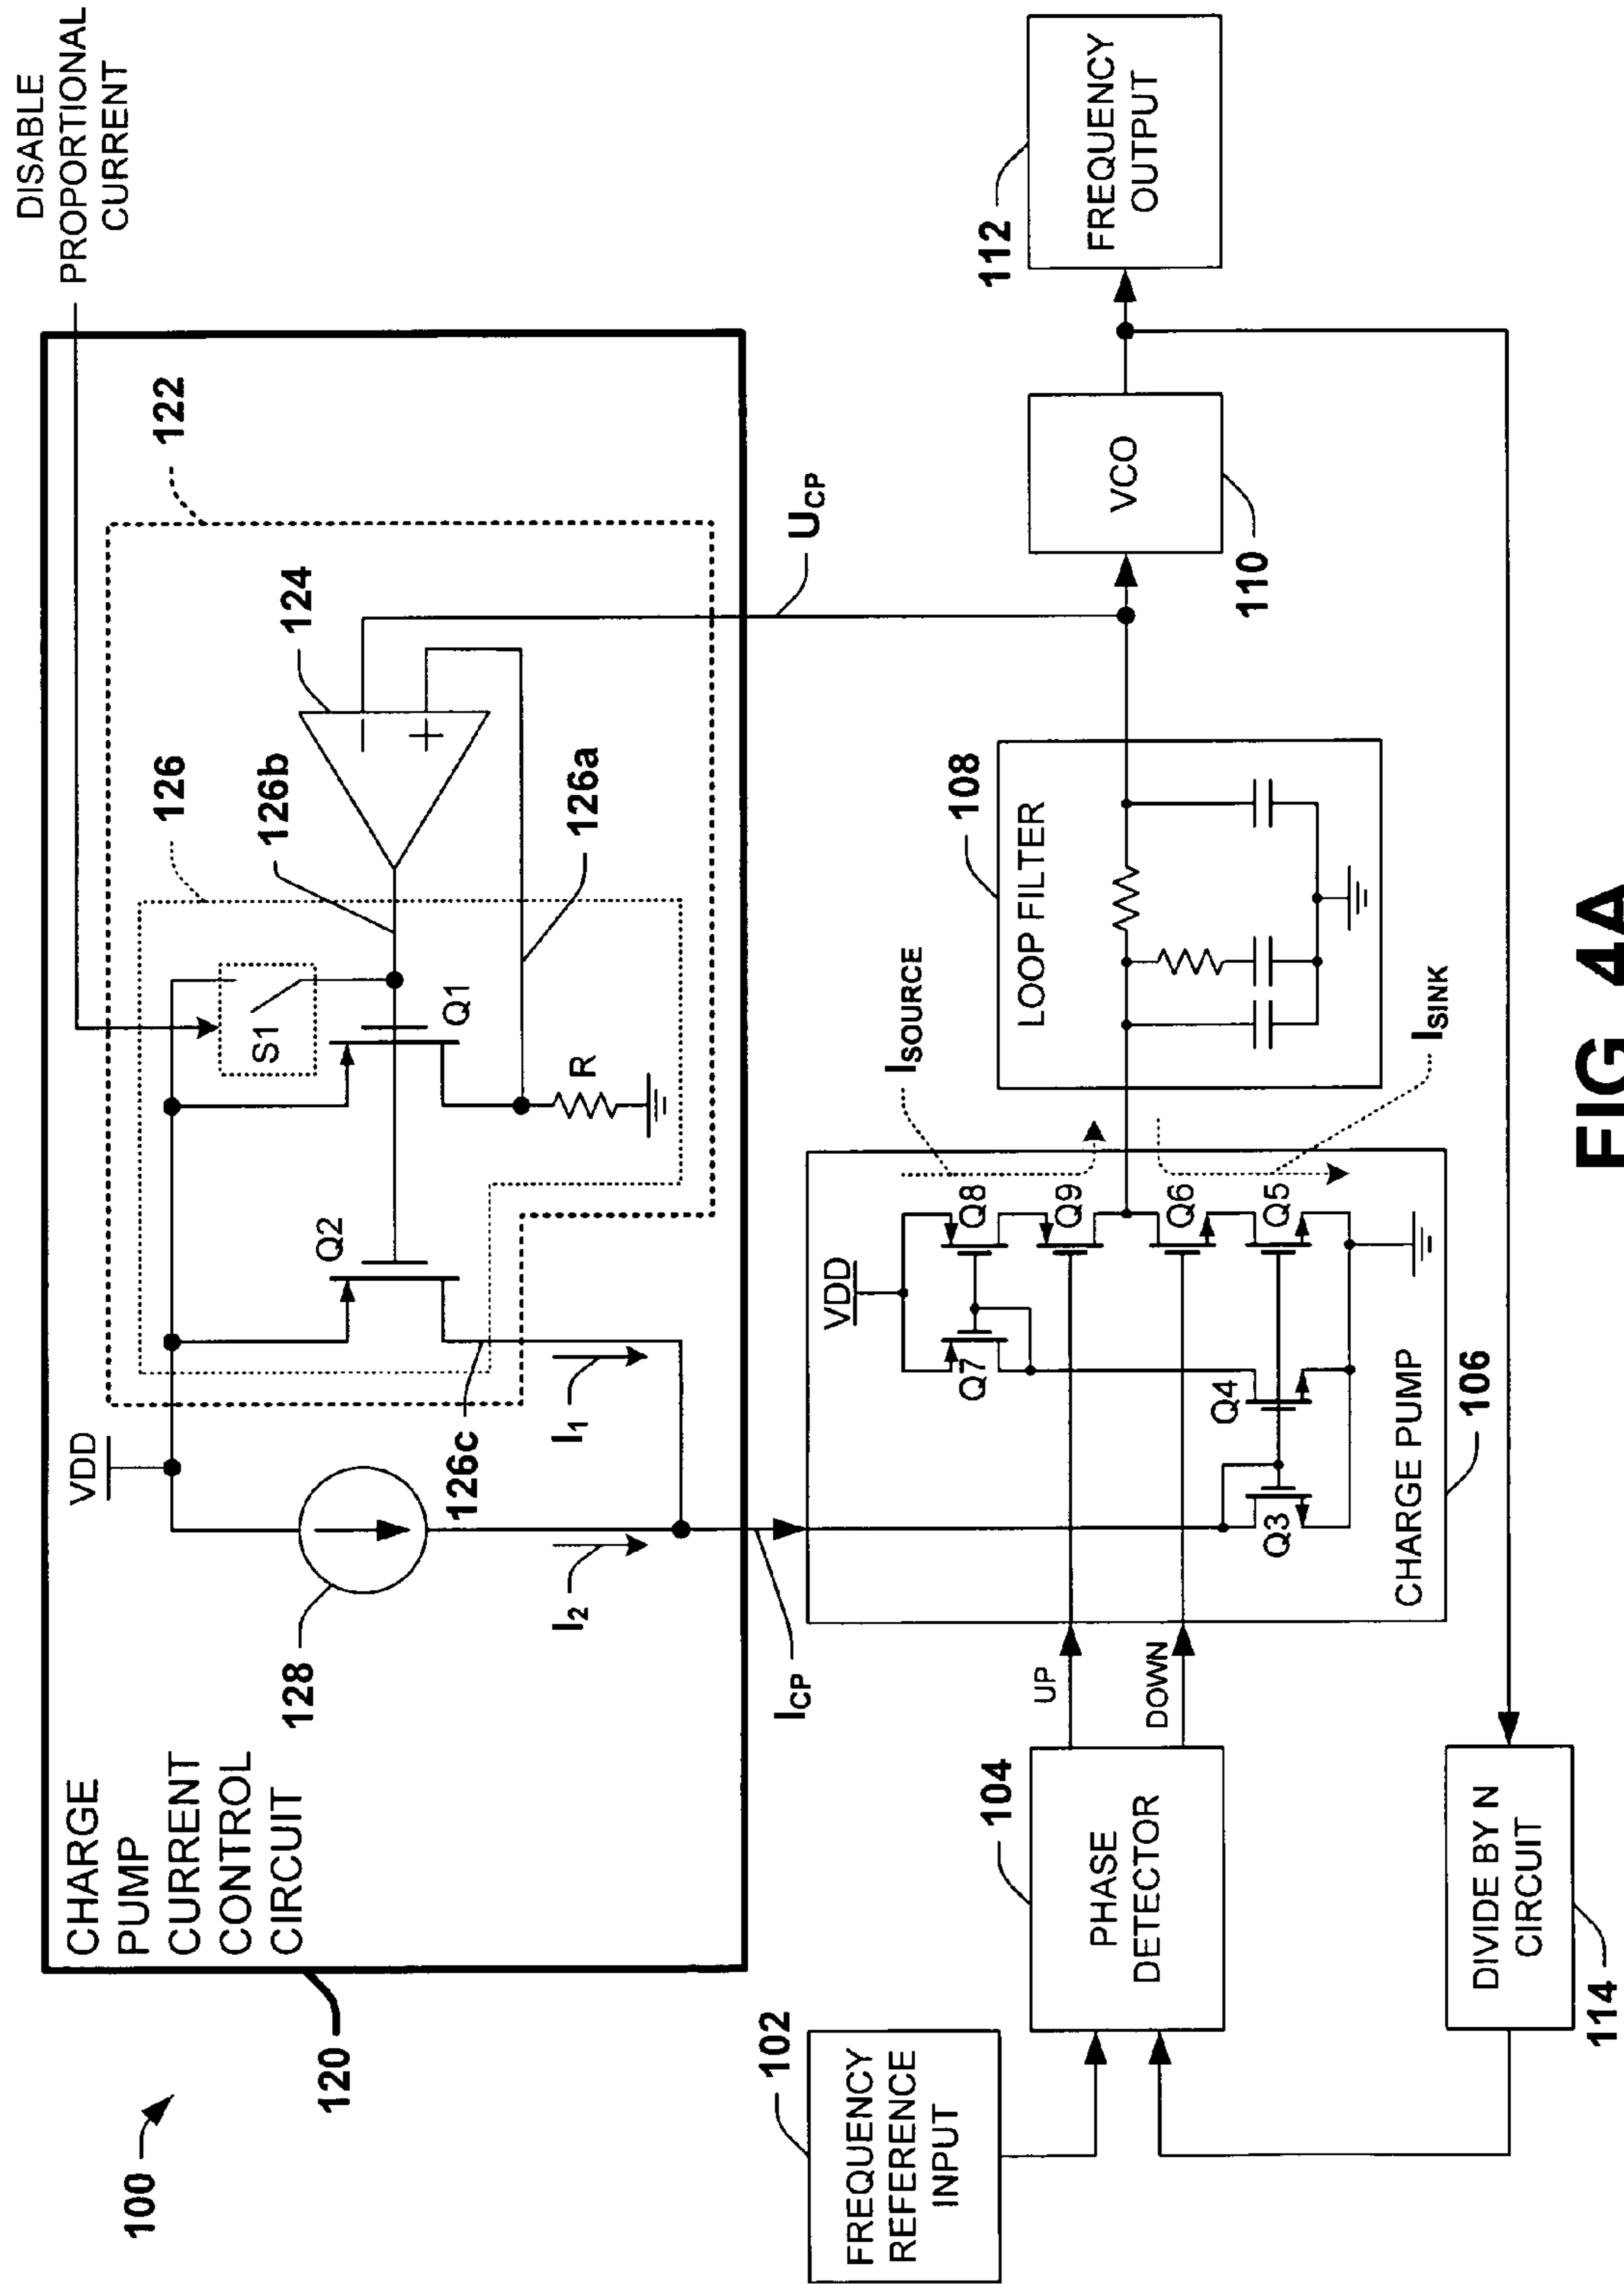 100
120
CHARGE
PUMP
CURRENT
CONTROL
CIRCUIT
DISABLE
PROPORTIONAL
CURRENT
VDD
128
I2
I1
126c
Q2
Q1
S1
R
126
126b
126a
124
122
ICP
UCP
102
FREQUENCY
REFERENCE
INPUT
104
PHASE
DETECTOR
UP
DOWN
VDD
Q7
Q8
Q9
Q6
Q5
Q4
Q3
CHARGE PUMP
106
ISOURCE
ISINK
LOOP FILTER
108
VCO
110
112
FREQUENCY
OUTPUT
DIVIDE BY N
CIRCUIT
114
FIG 4A